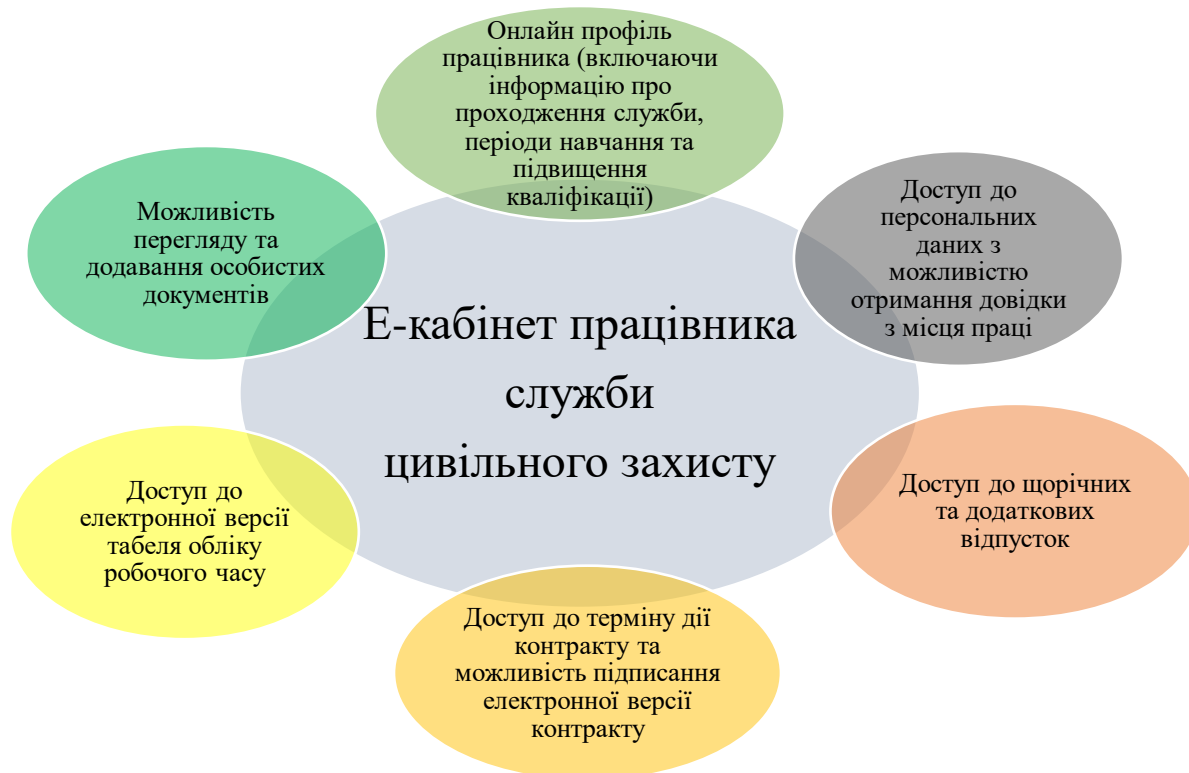 Онлайн профіль
працівника (включаючи
інформацію про
проходження служби,
періоди навчання та
підвищення
кваліфікації)
Доступ до
персональних
даних з
можливістю
отримання довідки
з місця праці
Можливість
перегляду та
додавання особистих
документів
Е-кабінет працівника
служби
цивільного захисту
Доступ до щорічних
та додаткових
відпусток
Доступ до
електронної версії
табеля обліку
робочого часу
Доступ до терміну дії
контракту та
можливість підписання
електронної версії
контракту